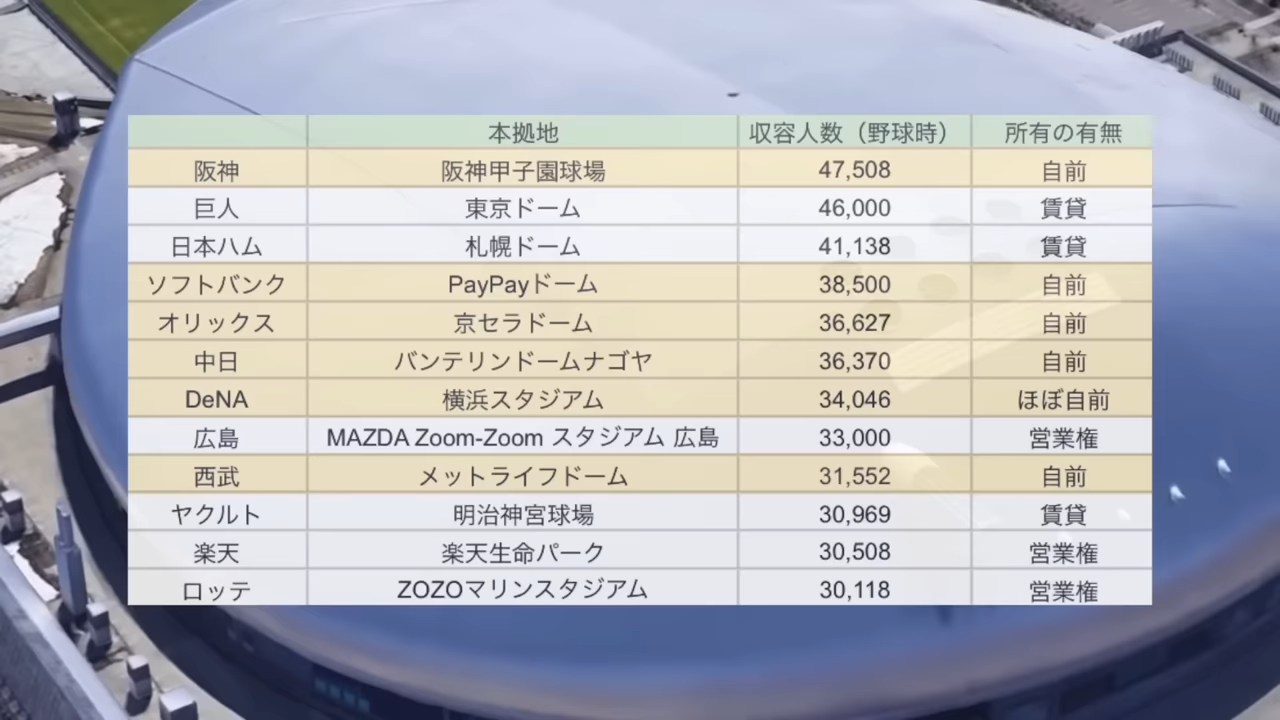 本拠地 収容人数（野球時） 所有の有無
阪神 阪神甲子園球場 47,508 自前
巨人 東京ドーム 46,000 賃貸
日本ハム 札幌ドーム 41,138 賃貸
ソフトバンク PayPayドーム 38,500 自前
オリックス 京セラドーム 36,627 自前
中日 バンテリンドームナゴヤ 36,370 自前
DeNA 横浜スタジアム 34,046 ほぼ自前
広島 MAZDA Zoom-Zoom スタジアム 広島 33,000 営業権
西武 メットライフドーム 31,552 自前
ヤクルト 明治神宮球場 30,969 賃貸
楽天 楽天生命パーク 30,508 営業権
ロッテ ZOZOマリンスタジアム 30,118 営業権